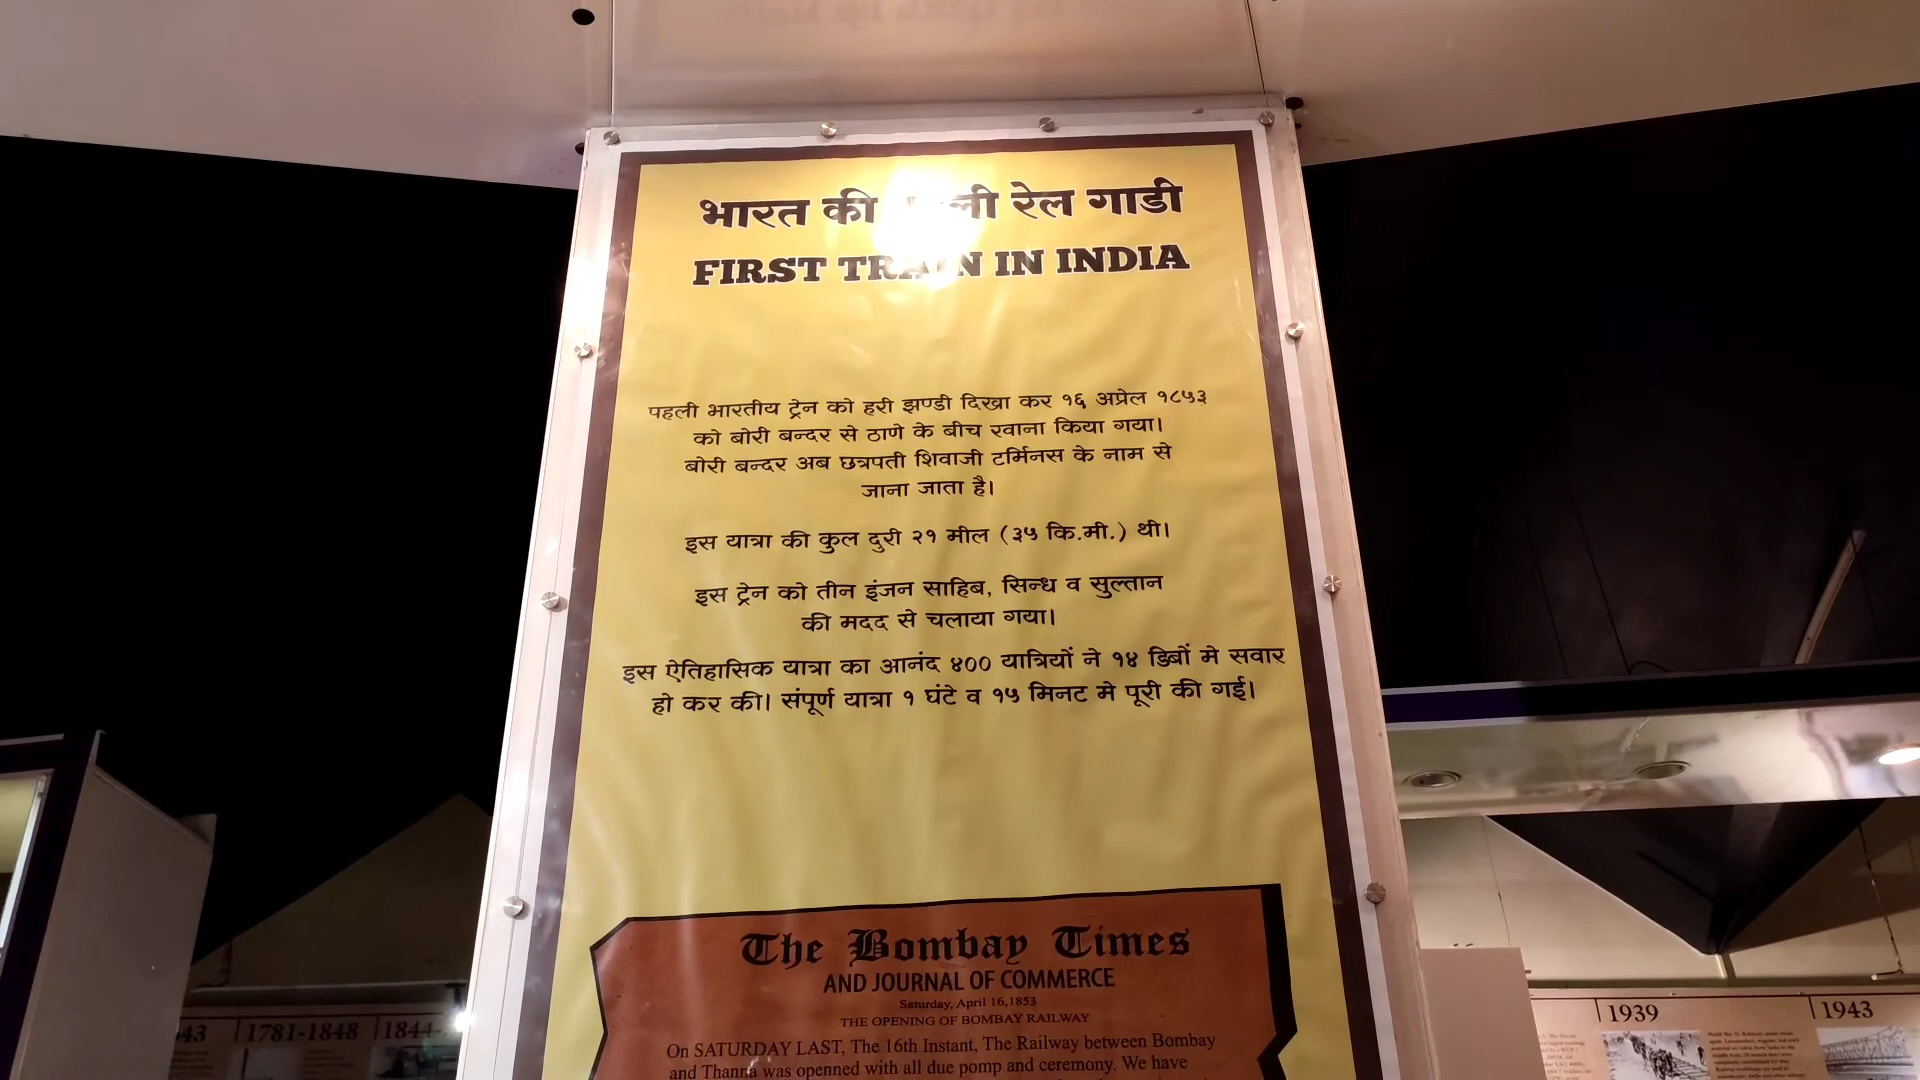 भारत की ली रेल गाडी
FIRST IN INDIA
पहली भारतीय ट्रेन को हरी झण्डी दिखा कर १६ अप्रेल १८५३
को बोरी बन्दर से ठाणे के बीच रवाना किया गया।
बोरी बन्दर अब छत्रपती शिवाजी टर्मिनस के नाम से
जाना जाता है।
इस यात्रा की कुल दुरी २१ मील (३५ कि.मी.) थी।
इस ट्रेन को तीन इंजन साहिब, सिन्ध व सुल्तान
की मदद से चलाया गया।
इस ऐतिहासिक यात्रा का आनंद ४०० यात्रियों ने १४ डिबों मे सवार
हो कर की। संपूर्ण यात्रा १ घंटे व १५ मिनट मे पूरी की गई।
The Bombay Times
AND JOURNAL OF COMMERCE
Saturday, April 16,1853
THE OPENING OF BOMBAY RAILWAY
On SATURDAY LAST, The 16th Instant, The Railway between Bombay
and Thanna was openned with all due pomp and ceremony. We have
43
1781-1848
1844-
1939
1943